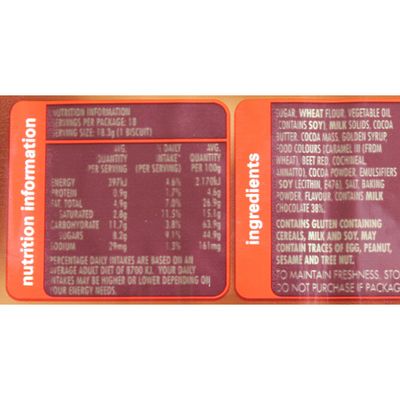 nutrition information
NUTRITION INFORMATION
SERVINGS PER PACKAGE: 18
SERVING SIZE: 18.3g (1 BISCUIT)
AVG. QUANTITY PER SERVING % DAILY INTAKE* (PER SERVING) AVG. QUANTITY PER 100g
ENERGY 397kJ 4.6% 2 170kJ
PROTEIN 0.9g 1.7% 4.6g
FAT, TOTAL 4.9g 7.0% 26.9g
SATURATED 2.8g 11.5% 15.1g
CARBOHYDRATE 11.7g 3.8% 63.9g
SUGARS 8.2g 9.1% 44.9g
SODIUM 29mg 1.3% 161mg
PERCENTAGE DAILY INTAKES ARE BASED ON AN
AVERAGE ADULT DIET OF 8700 KJ. YOUR DAILY
INTAKES MAY BE HIGHER OR LOWER DEPENDING ON
YOUR ENERGY NEEDS.
ingredients
SUGAR, WHEAT FLOUR, VEGETABLE OIL
(CONTAINS SOY), MILK SOLIDS, COCOA
BUTTER, COCOA MASS, GOLDEN SYRUP,
FOOD COLOURS (CARAMEL III (FROM
WHEAT), BEET RED, COCHINEAL,
ANNATTO), COCOA POWDER, EMULSIFIERS
(SOY LECITHIN, E476), SALT, BAKING
POWDER, FLAVOUR. CONTAINS MILK
CHOCOLATE 38%.
CONTAINS GLUTEN CONTAINING
CEREALS, MILK AND SOY. MAY
CONTAIN TRACES OF EGG, PEANUT,
SESAME AND TREE NUT.
TO MAINTAIN FRESHNESS, STO
DO NOT PURCHASE IF PACKAG